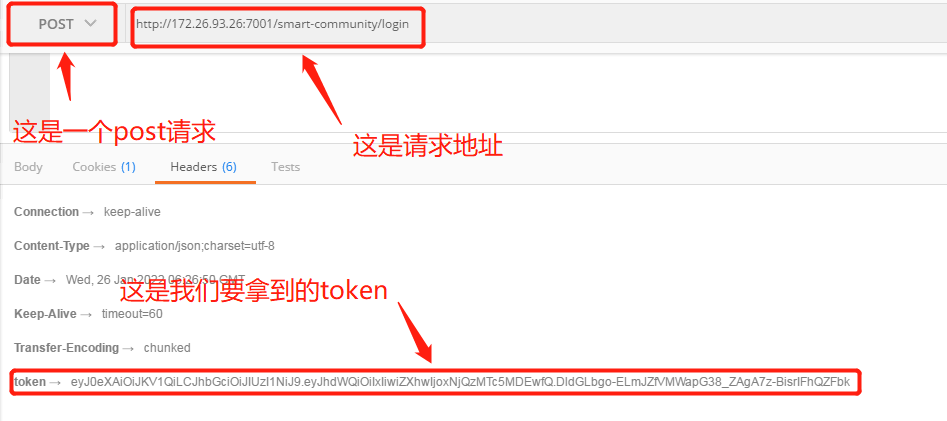 POST
http://172.26.93.26:7001/smart-community/login
这是一个post请求
这是请求地址
Body Cookies (1) Headers (6) Tests
Connection → keep-alive
Content-Type → application/json;charset=utf-8
Date → Wed, 26 Jan 2022 06:26:50 GMT
这是我们要拿到的token
Keep-Alive → timeout=60
Transfer-Encoding → chunked
token → eyJ0eXAiOiJKV1QiLCJhbGciOiJIUzI1NiJ9.eyJhdWQiOiIxIiwiZXhwIjoxNjQzMTc5MDEwfQ.DIdGLbgo-ELmJZfVMWapG38_ZAgA7z-BisrIFhQZFbk